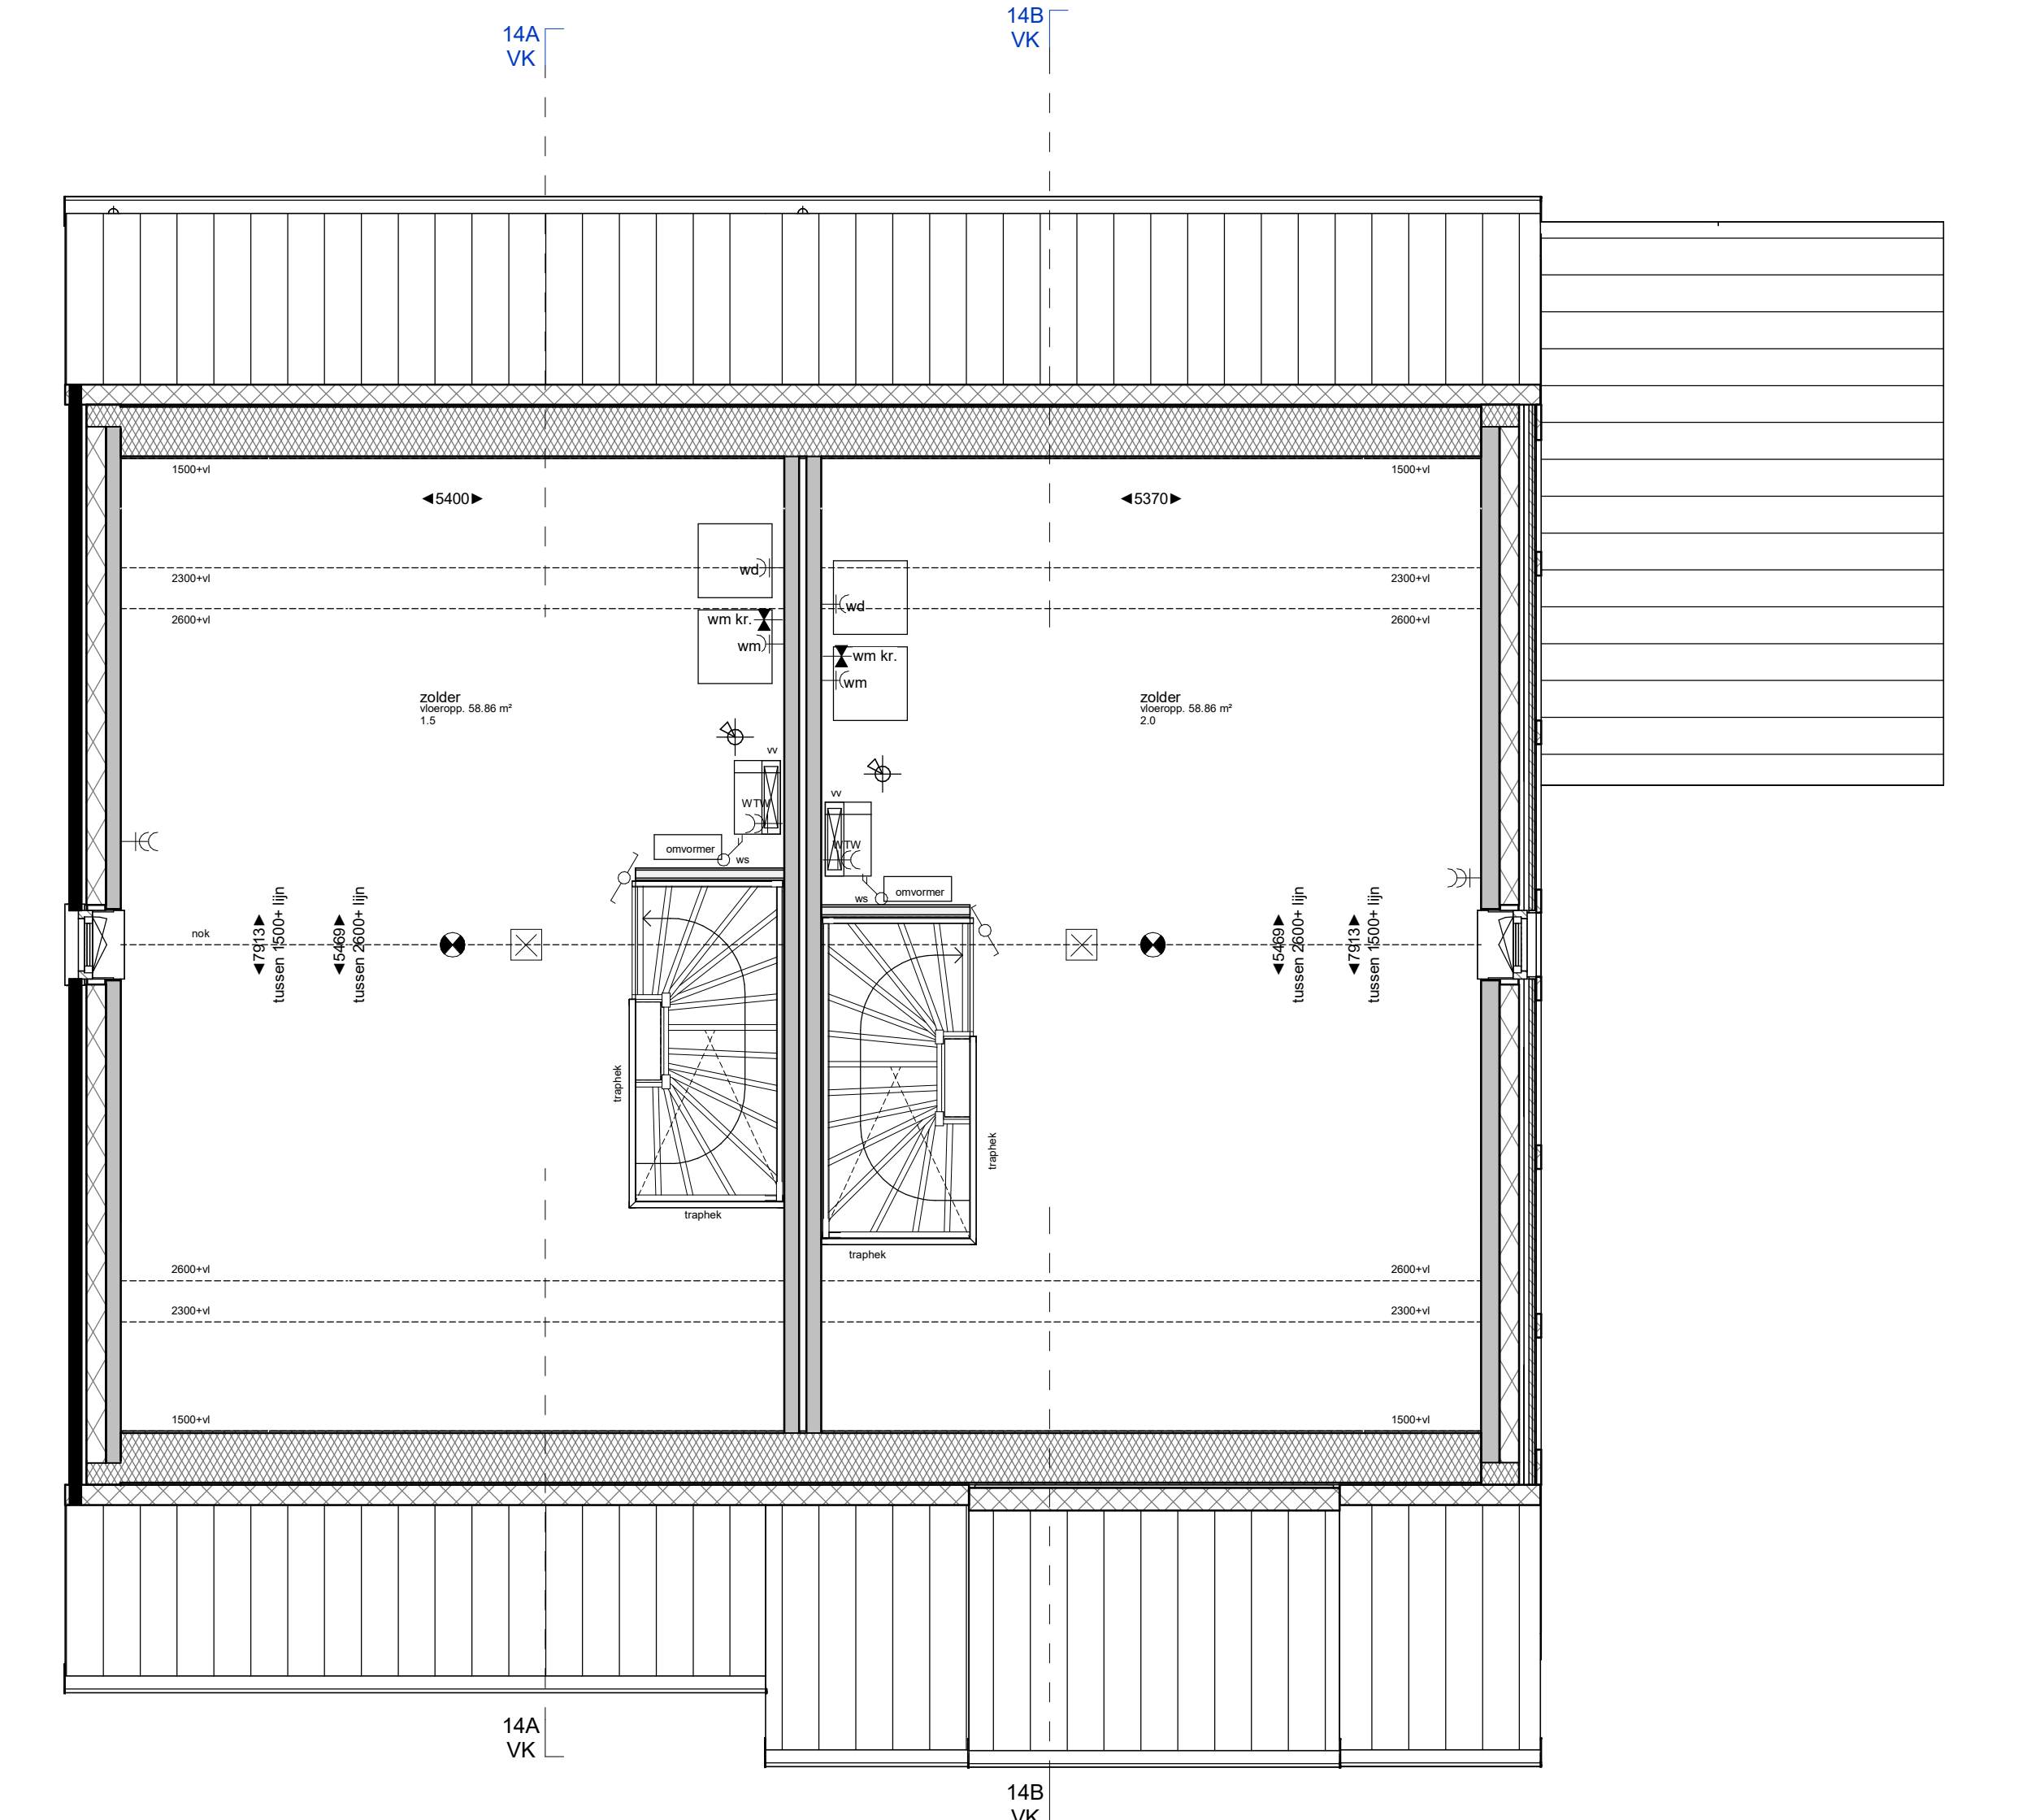 14A
VK
14B
VK
1500+vl
1500+vl
◀5400▶
◀5370▶
wd
2300+vl
2300+vl
wd
2600+vl
wm kr.
2600+vl
wm
wm kr.
wm
zolder
vloeropp. 58.86 m²
1.5
zolder
vloeropp. 58.86 m²
2.0
vv
vv
WTW
WTW
omvormer
ws
omvormer
ws
nok
◀7913▶
tussen 1500+ lijn
◀5469▶
tussen 2600+ lijn
◀5469▶
tussen 2600+ lijn
◀7913▶
tussen 1500+ lijn
traphek
traphek
traphek
traphek
2600+vl
2600+vl
2300+vl
2300+vl
1500+vl
1500+vl
14A
VK
14B
VK